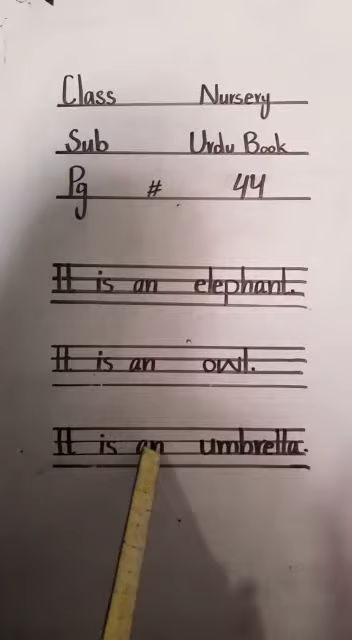 Class Nursery
Sub Urdu Book
Pg # 44
It is an elephant.
It is an owl.
It is an umbrella.